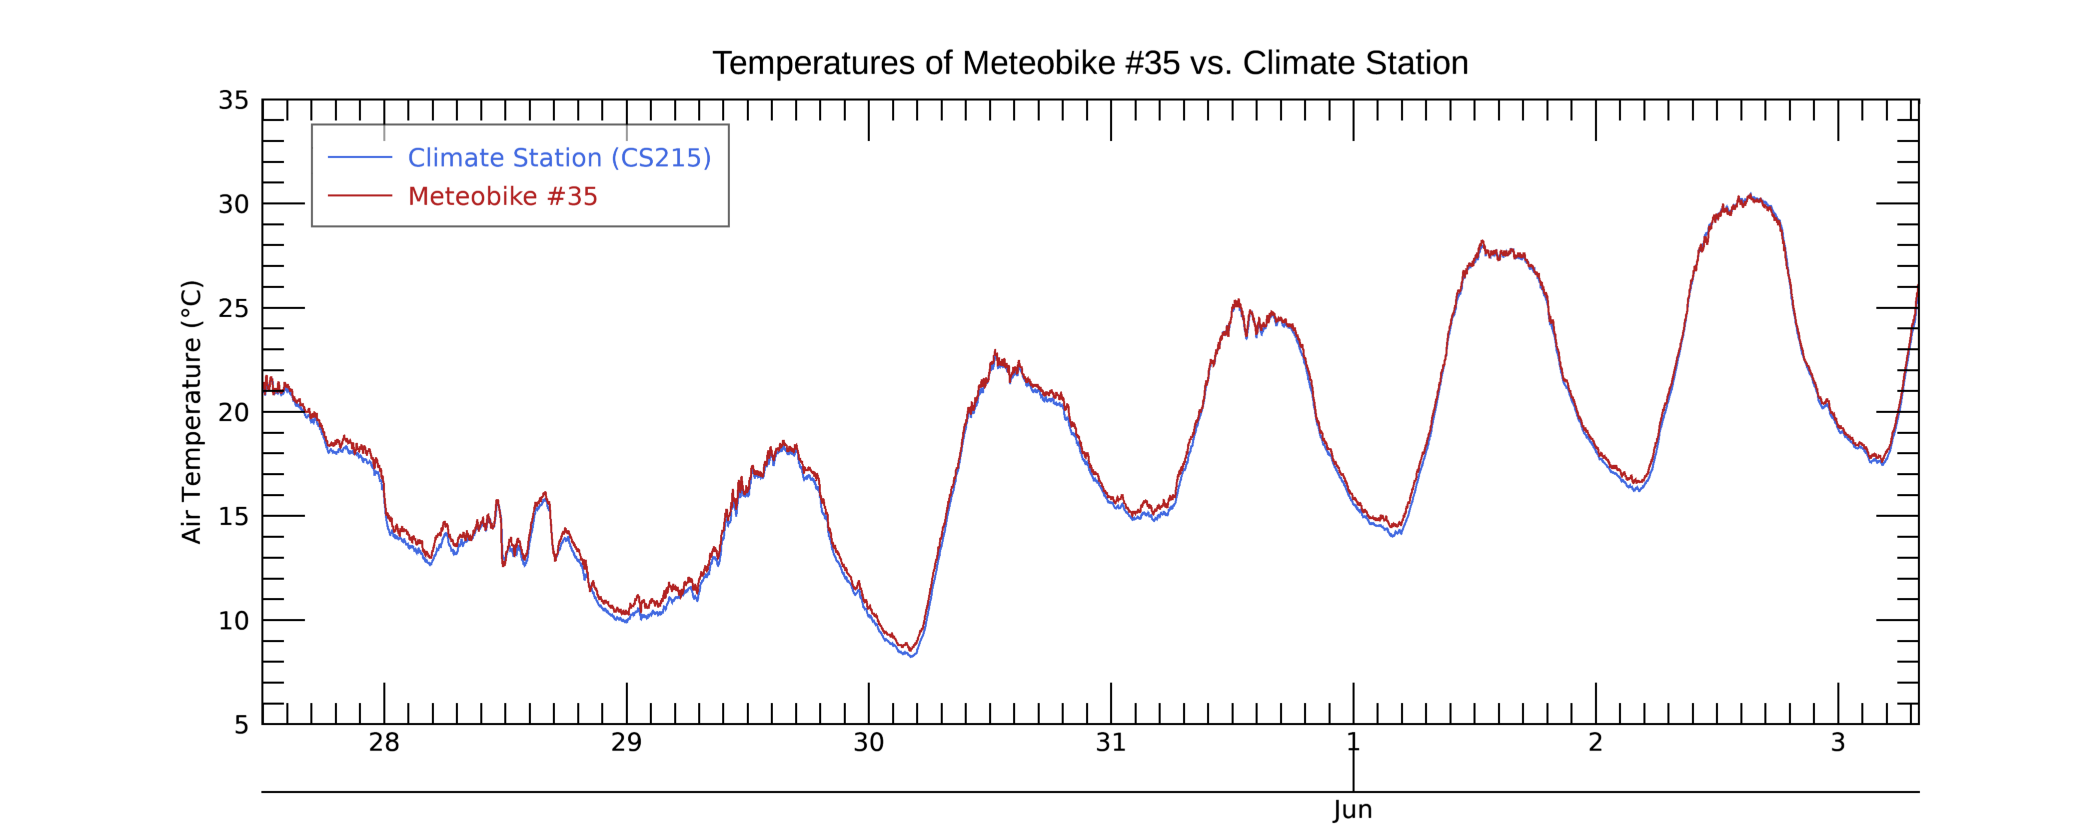 Temperatures of Meteobike #35 vs. Climate Station
Climate Station (CS215)
Meteobike #35
Air Temperature (°C)
35
30
25
20
15
10
5
28 29 30 31 1 2 3
Jun